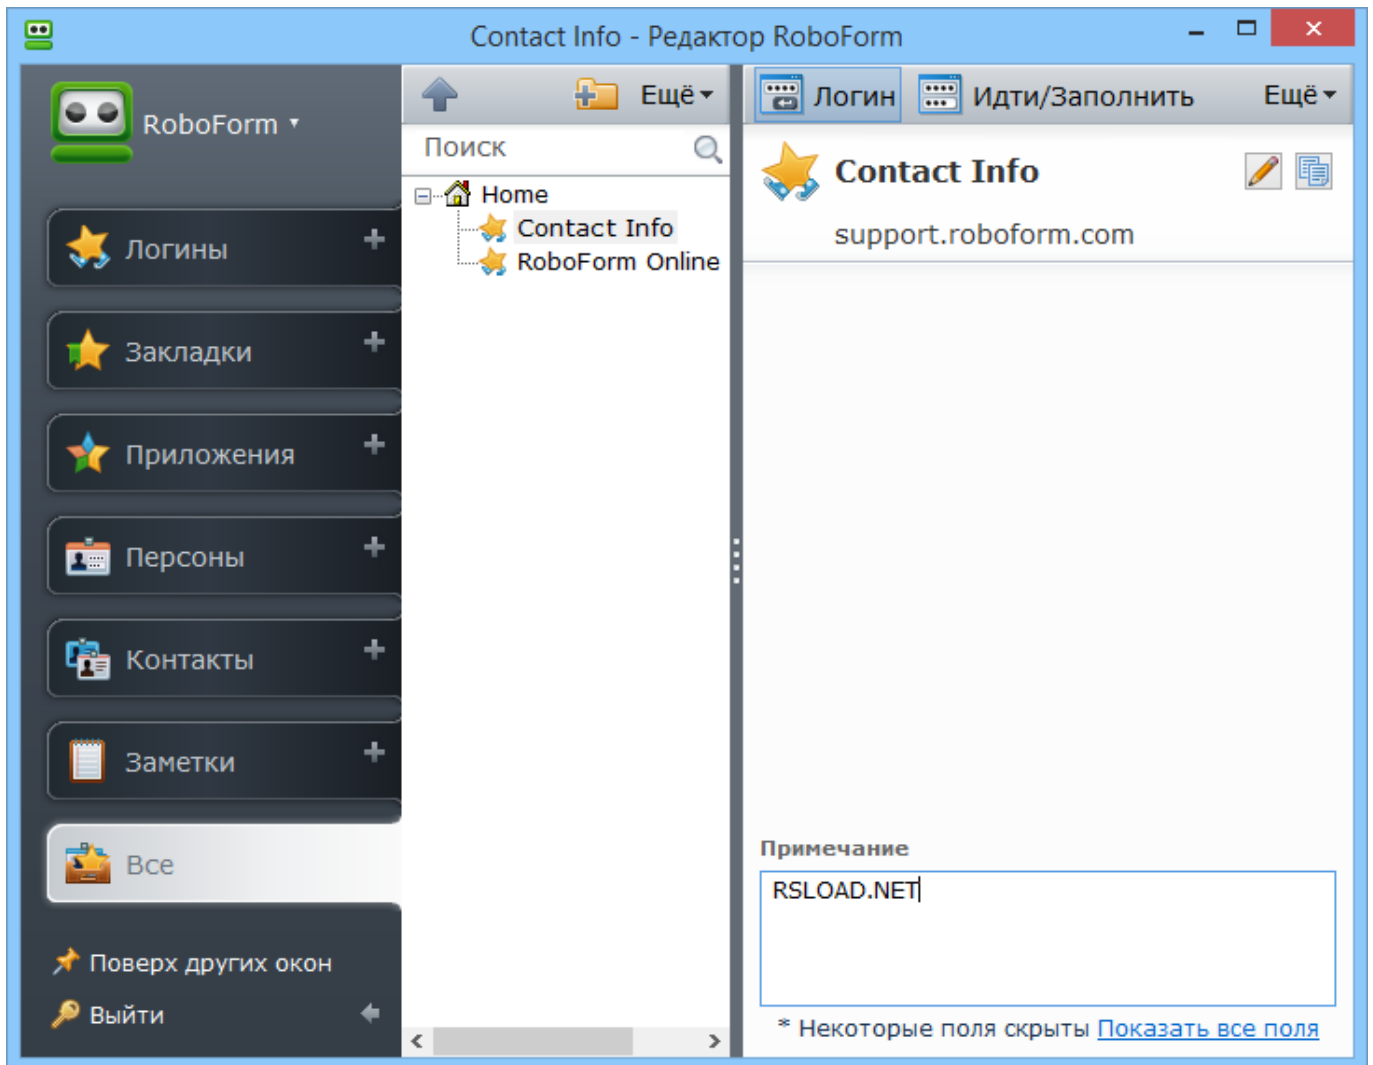 Contact Info - Редактор RoboForm
RoboForm
Логины
Закладки
Приложения
Персоны
Контакты
Заметки
Все
Поверх других окон
Выйти
Ещё
Поиск
Home
Contact Info
RoboForm Online
Логин
Идти/Заполнить
Ещё
Contact Info
support.roboform.com
Примечание
RSLOAD.NET
* Некоторые поля скрыты Показать все поля